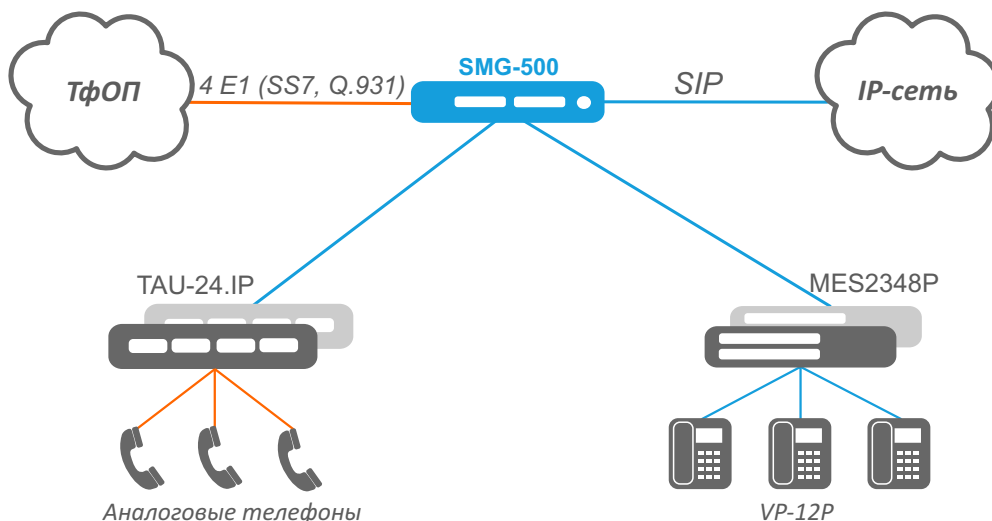 SMG-500
ТфОП
4 E1 (SS7, Q.931)
SIP
IP-сеть
TAU-24.IP
MES2348P
Аналоговые телефоны
VP-12P